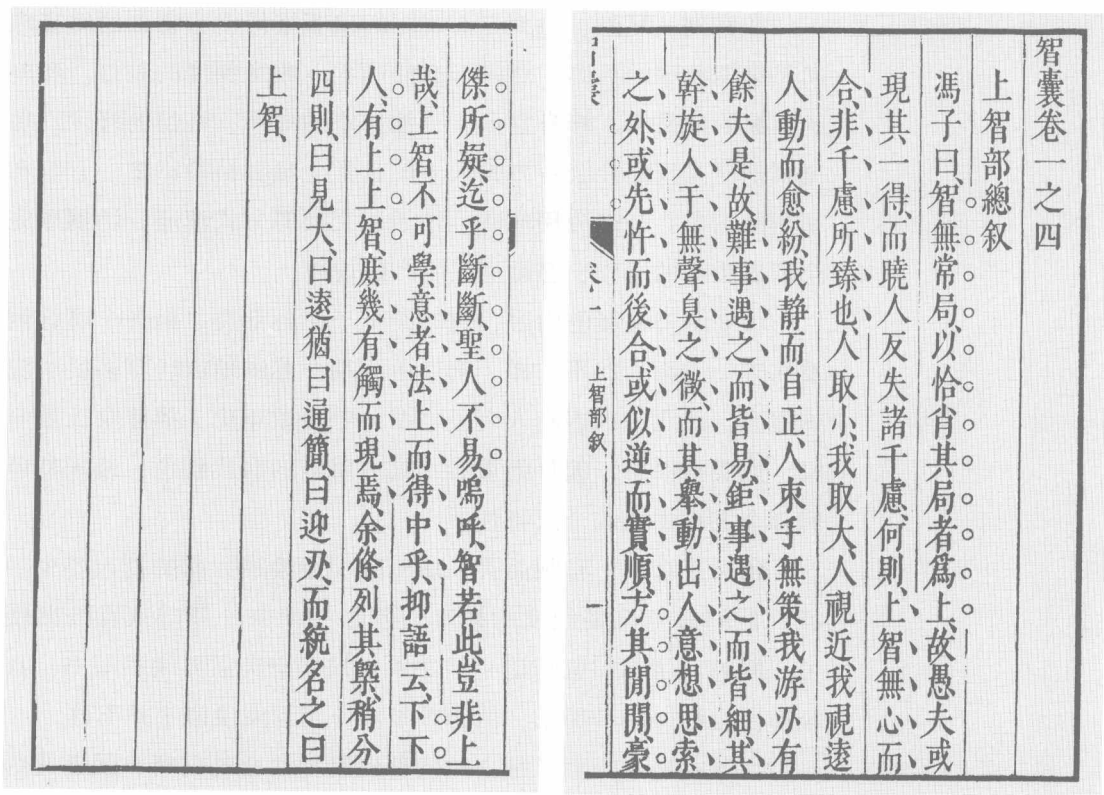 智囊卷一之四
上智部總叙
馮子曰、智無常局、以恰肖其局者爲上、故愚夫或
現其一得、而曉人反失諸千慮、何則、上智無心而
合、非千慮所臻也、人取小、我取大、人視近、我視遠
人動而愈紛、我静而自正、人束手無策、我游刃有
餘、夫是故、難事遇之而皆易、鉅事遇之而皆細、其
斡旋人于無聲臭之微、而其舉動出人意想思索
之外、或先忤而後合、或似逆而實順、方其閒閒、豪
卷一
上智部叙
一
傑所疑、迄乎斷斷、聖人不易、嗚呼、智若此、豈非上
哉、上智不可學、意者法上而得中乎、抑語云、下下
人、有上上智、庶幾有觸而現焉、余條列其槩、稍分
四則、曰見大、曰遠猶、曰通簡、曰迎刃、而統名之曰
上智、